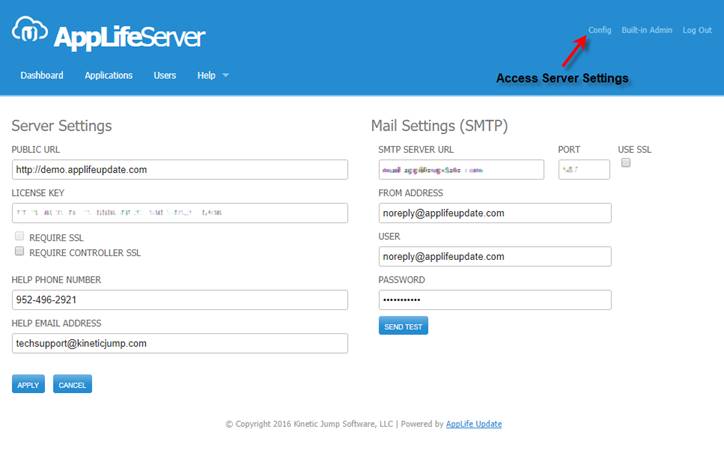 AppLifeServer
Config Built-in Admin Log Out
Access Server Settings
Dashboard Applications Users Help
Server Settings
PUBLIC URL
http://demo.applifeupdate.com
LICENSE KEY
REQUIRE SSL
REQUIRE CONTROLLER SSL
HELP PHONE NUMBER
952-496-2921
HELP EMAIL ADDRESS
techsupport@kineticjump.com
APPLY CANCEL
Mail Settings (SMTP)
SMTP SERVER URL PORT USE SSL
FROM ADDRESS
noreply@applifeupdate.com
USER
noreply@applifeupdate.com
PASSWORD
•••••••••••
SEND TEST
© Copyright 2016 Kinetic Jump Software, LLC | Powered by AppLife Update